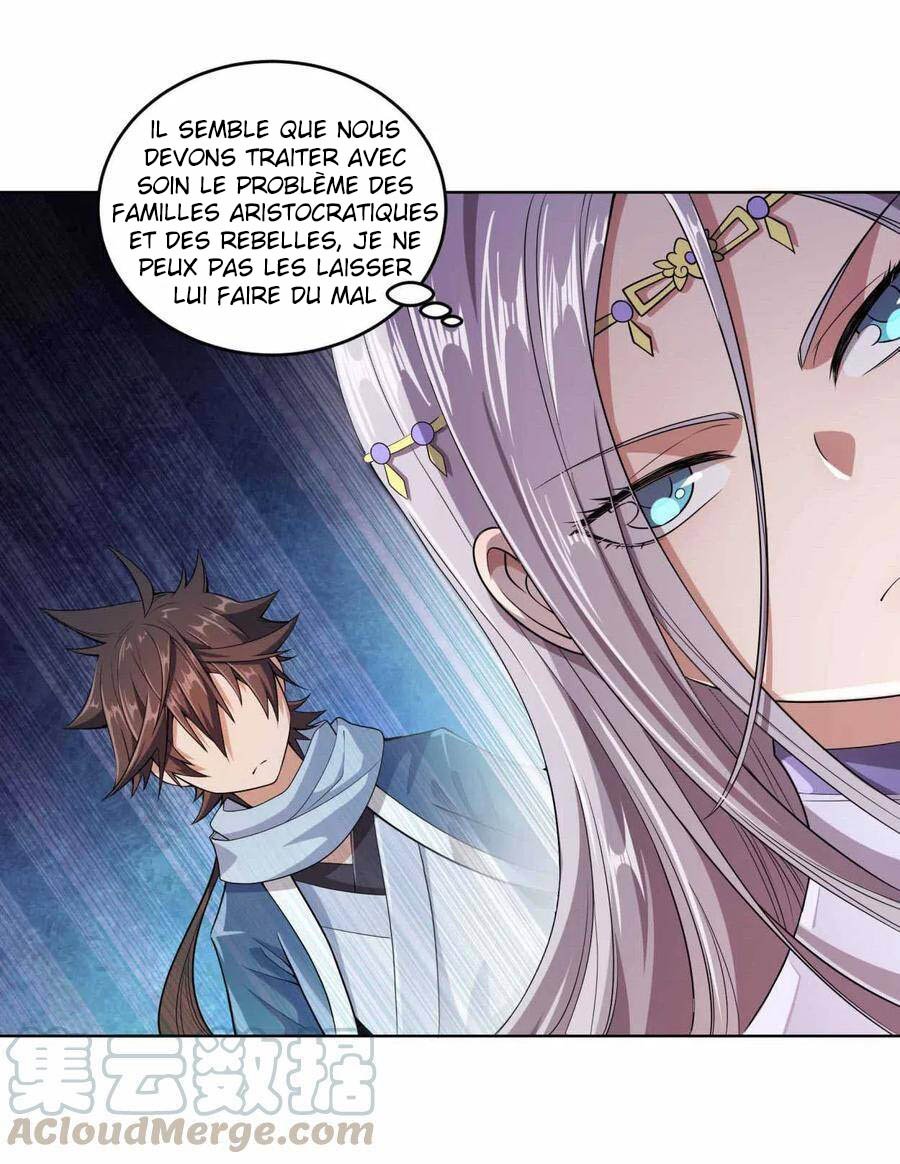 IL SEMBLE QUE NOUS
DEVONS TRAITER AVEC
SOIN LE PROBLÈME DES
FAMILLES ARISTOCRATIQUES
ET DES REBELLES, JE NE
PEUX PAS LES LAISSER
LUI FAIRE DU MAL
集云数据
ACloudMerge.com